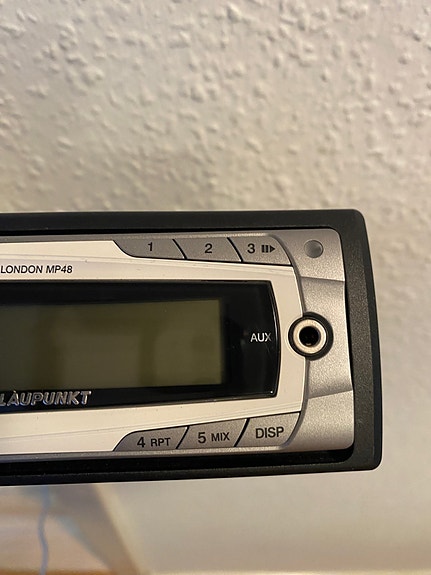 1 2 3
LONDON MP48
AUX
LAUPUNKT
4 RPT 5 MIX DISP